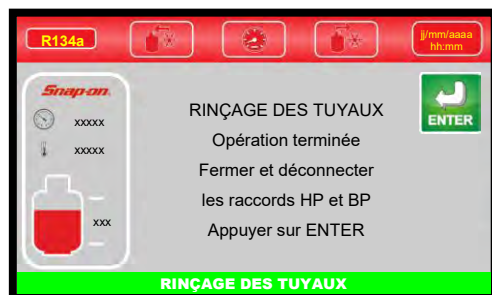 R134a
jj/mm/aaaa
hh:mm
Snap-on
xxxxx
xxxxx
xxx
RINÇAGE DES TUYAUX
Opération terminée
Fermer et déconnecter
les raccords HP et BP
Appuyer sur ENTER
ENTER
RINÇAGE DES TUYAUX